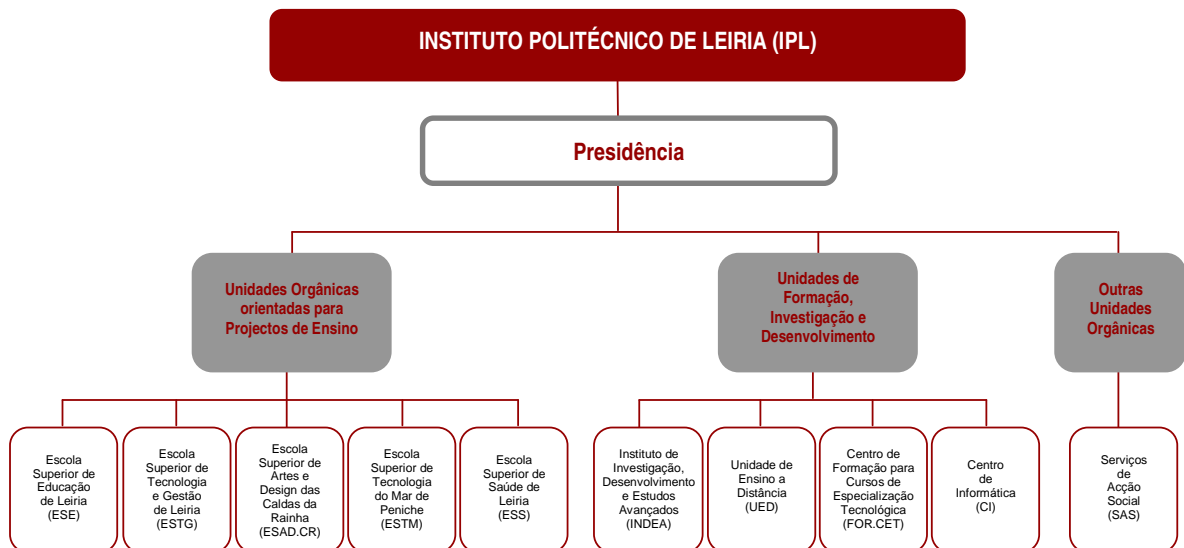 INSTITUTO POLITÉCNICO DE LEIRIA (IPL)
Presidência
Unidades Orgânicas
orientadas para
Projectos de Ensino
Unidades de
Formação,
Investigação e
Desenvolvimento
Outras
Unidades
Orgânicas
Escola
Superior de
Educação
de Leiria
(ESE)
Escola
Superior de
Tecnologia
e Gestão
de Leiria
(ESTG)
Escola
Superior de
Artes e
Design das
Caldas da
Rainha
(ESAD.CR)
Escola
Superior de
Tecnologia
do Mar de
Peniche
(ESTM)
Escola
Superior de
Saúde de
Leiria
(ESS)
Instituto de
Investigação,
Desenvolvimento
e Estudos
Avançados
(INDEA)
Unidade de
Ensino a
Distância
(UED)
Centro de
Formação para
Cursos de
Especialização
Tecnológica
(FOR.CET)
Centro
de
Informática
(CI)
Serviços
de
Acção
Social
(SAS)